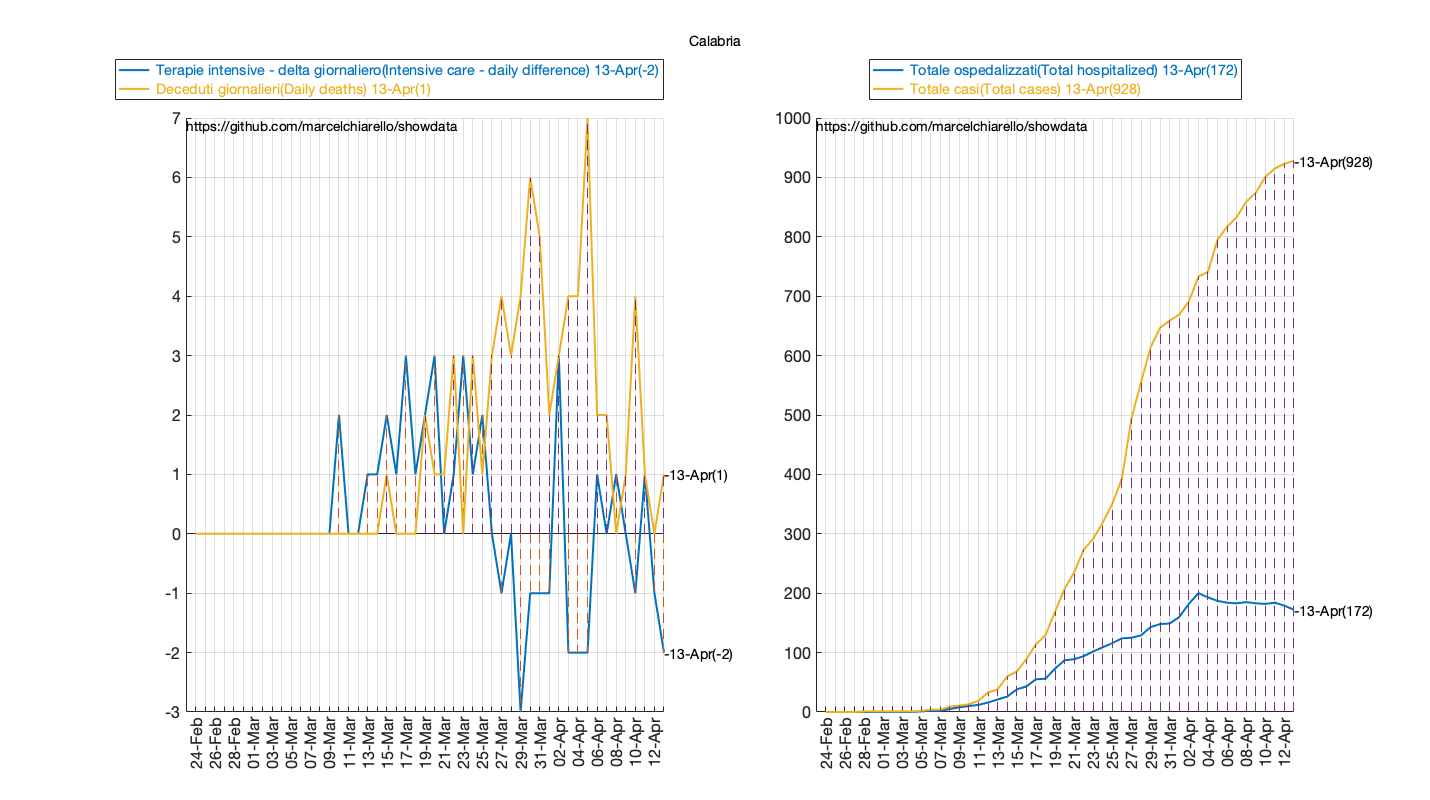 Calabria
Terapie intensive - delta giornaliero(Intensive care - daily difference) 13-Apr(-2)
Deceduti giornalieri(Daily deaths) 13-Apr(1)
https://github.com/marcelchiarello/showdata
7
6
5
4
3
2
1
0
-1
-2
-3
13-Apr(1)
-13-Apr(-2)
24-Feb
26-Feb
28-Feb
01-Mar
03-Mar
05-Mar
07-Mar
09-Mar
11-Mar
13-Mar
15-Mar
17-Mar
19-Mar
21-Mar
23-Mar
25-Mar
27-Mar
29-Mar
31-Mar
02-Apr
04-Apr
06-Apr
08-Apr
10-Apr
12-Apr
Totale ospedalizzati(Total hospitalized) 13-Apr(172)
Totale casi(Total cases) 13-Apr(928)
https://github.com/marcelchiarello/showdata
1000
900
800
700
600
500
400
300
200
100
0
-13-Apr(928)
-13-Apr(172)
24-Feb
26-Feb
28-Feb
01-Mar
03-Mar
05-Mar
07-Mar
09-Mar
11-Mar
13-Mar
15-Mar
17-Mar
19-Mar
21-Mar
23-Mar
25-Mar
27-Mar
29-Mar
31-Mar
02-Apr
04-Apr
06-Apr
08-Apr
10-Apr
12-Apr